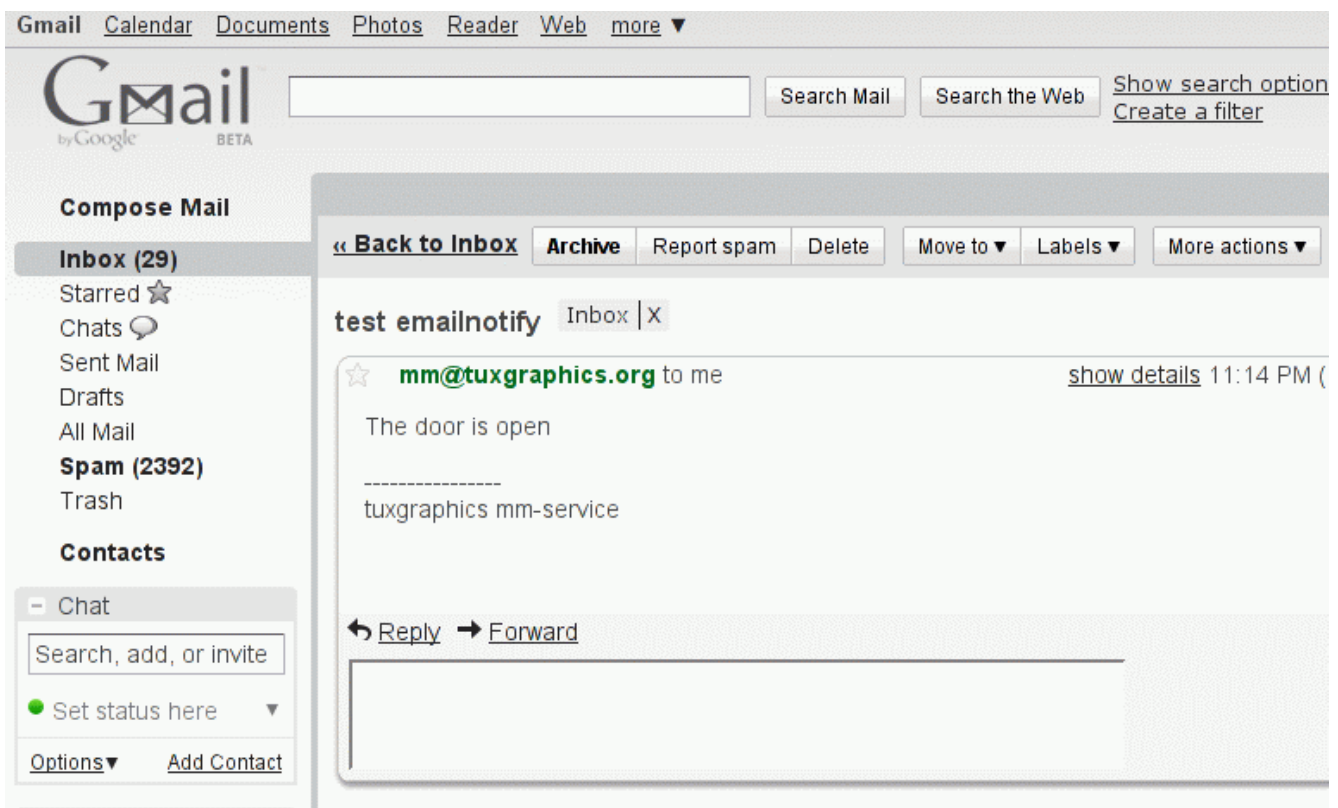 Gmail Calendar Documents Photos Reader Web more ▼
Gmail
by Google BETA
Search Mail Search the Web
Show search option
Create a filter
Compose Mail
Inbox (29)
Starred
Chats
Sent Mail
Drafts
All Mail
Spam (2392)
Trash
Contacts
− Chat
Search, add, or invite
Set status here ▼
Options▼ Add Contact
‹‹ Back to Inbox Archive Report spam Delete Move to ▼ Labels ▼ More actions ▼
test emailnotify Inbox | X
mm@tuxgraphics.org to me show details 11:14 PM (
The door is open
----------------
tuxgraphics mm-service
Reply Forward